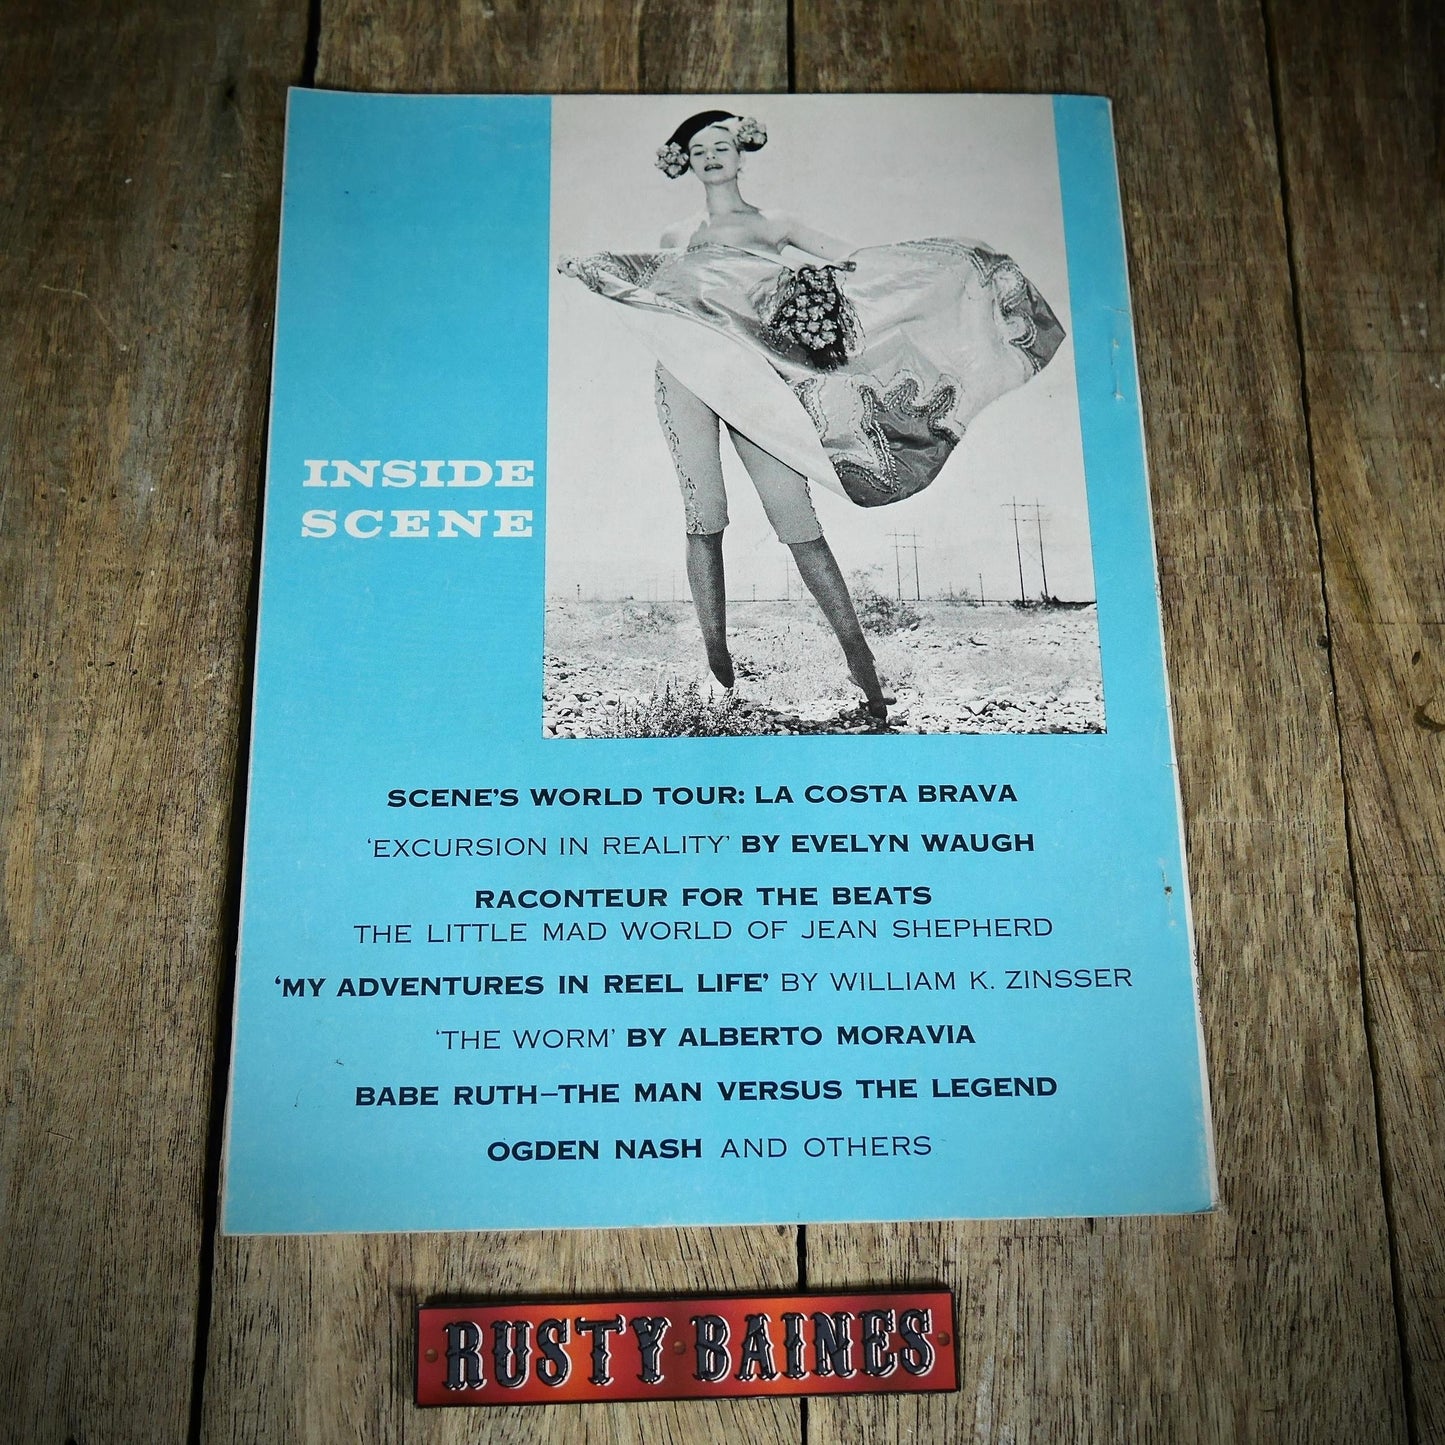 INSIDE
SCENE
SCENE'S WORLD TOUR: LA COSTA BRAVA
'EXCURSION IN REALITY' BY EVELYN WAUGH
RACONTEUR FOR THE BEATS
THE LITTLE MAD WORLD OF JEAN SHEPHERD
'MY ADVENTURES IN REEL LIFE' BY WILLIAM K. ZINSSER
'THE WORM' BY ALBERTO MORAVIA
BABE RUTH—THE MAN VERSUS THE LEGEND
OGDEN NASH AND OTHERS
RUSTY BAINES